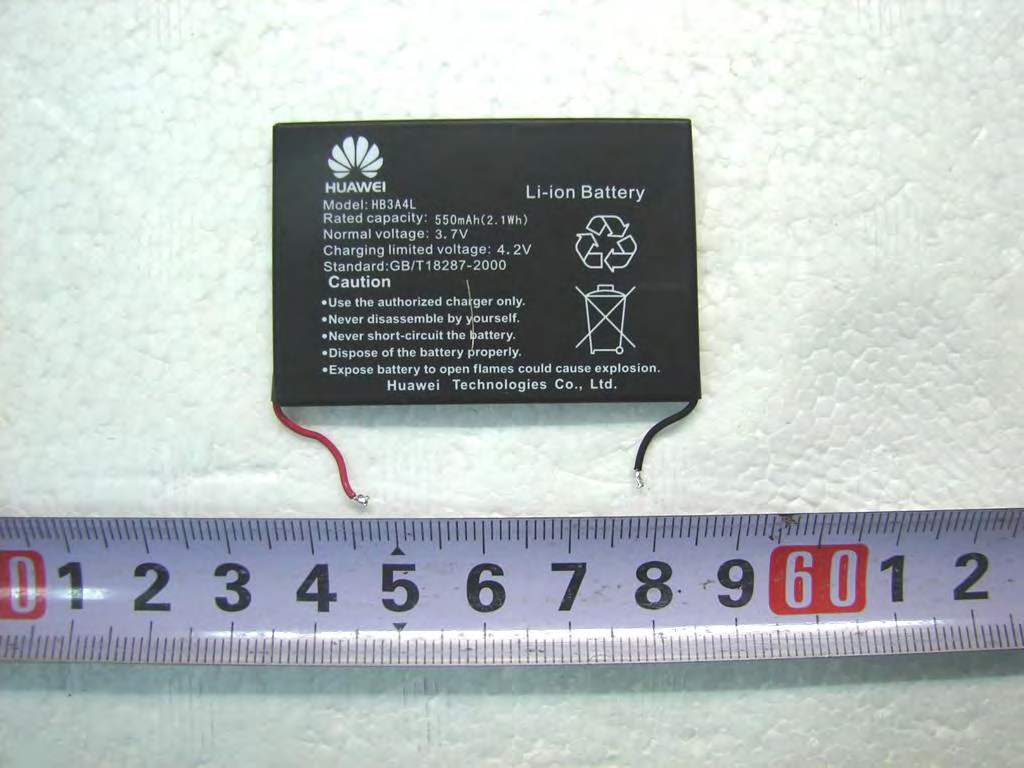 HUAWEI
Li-ion Battery
Model: HB3A4L
Rated capacity: 550mAh(2.1Wh)
Normal voltage: 3.7V
Charging limited voltage: 4.2V
Standard:GB/T18287-2000
Caution
•Use the authorized charger only.
•Never disassemble by yourself.
•Never short-circuit the battery.
•Dispose of the battery properly.
•Expose battery to open flames could cause explosion.
Huawei Technologies Co., Ltd.
0 1 2 3 4 5 6 7 8 9 60 1 2